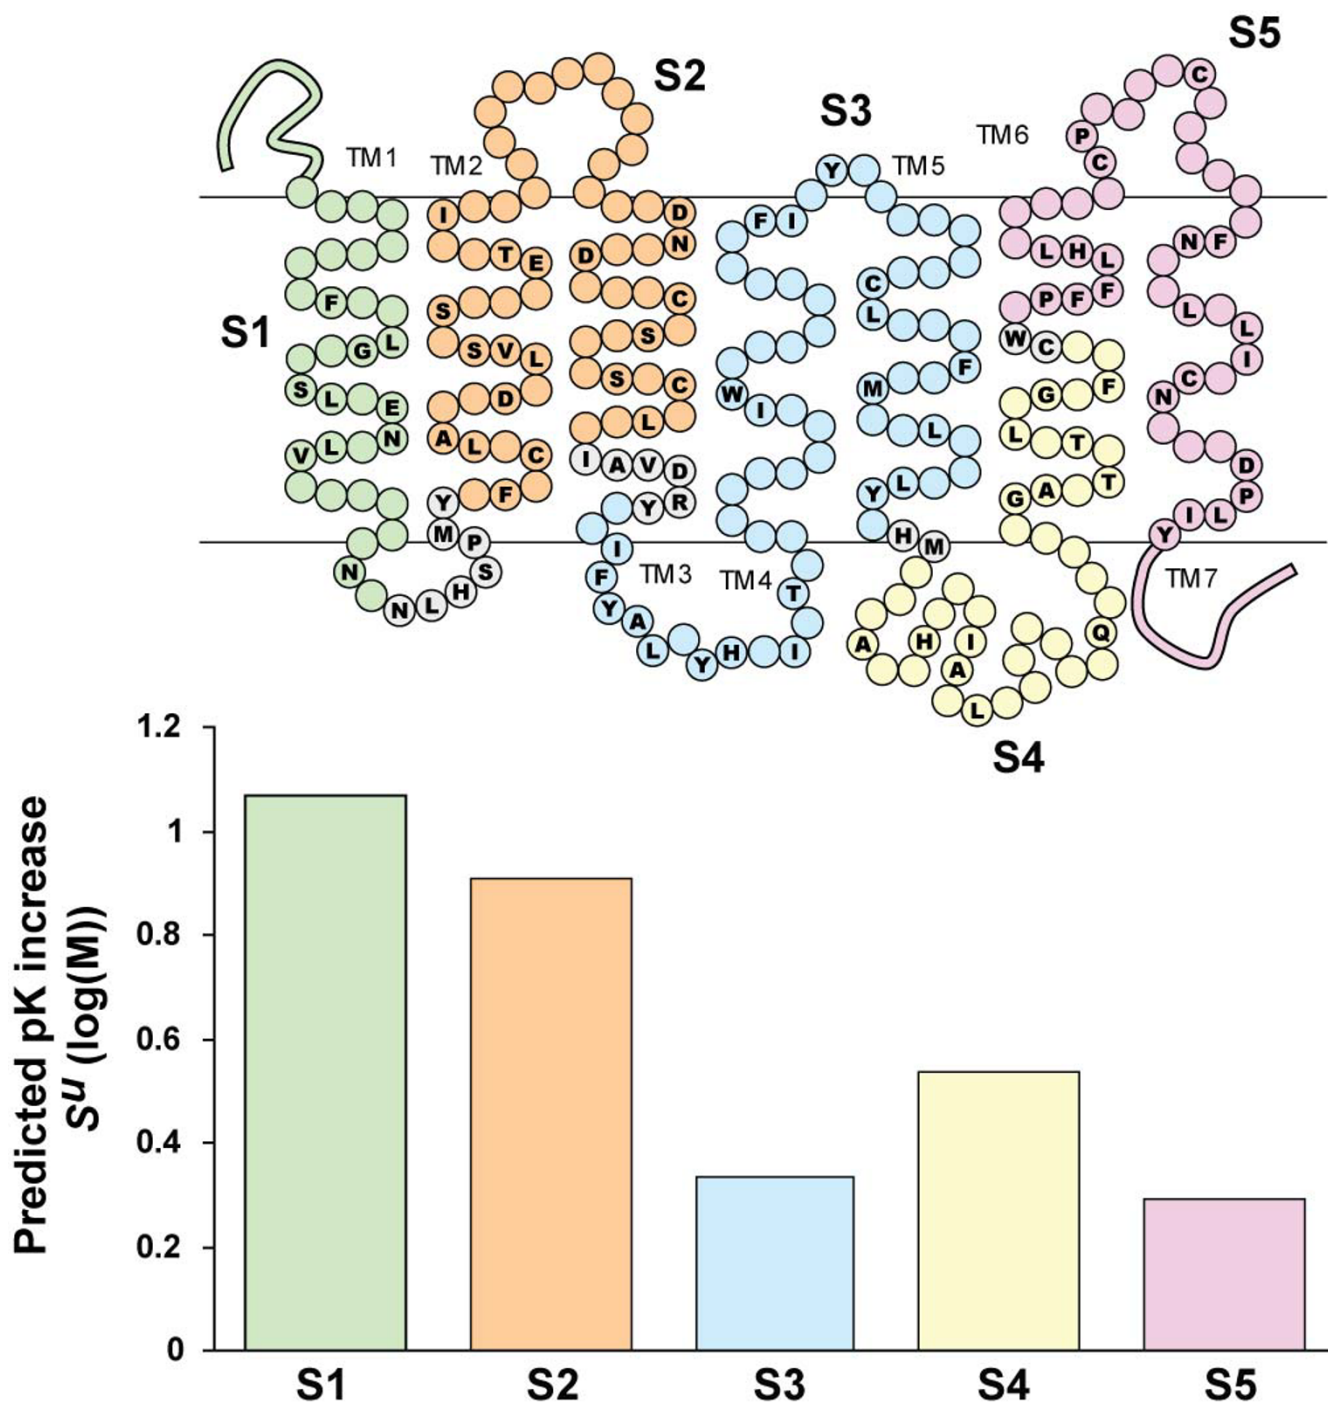 S5
S2
S3
S1
S4
TM1
TM2
TM3
TM4
TM5
TM6
TM7
F
G L
S L E
V L N
N
N L H S P M Y
I
T E
S
S V L
D
A L C
F
D
D N
C
S
S C
L
I A V D
Y R
I
F
Y A
L Y H I
T
W I
F I
Y
C
L
F
M
L
Y L
H M
A H I
A
L
Q
G A T
L T
G F
W C
P F F
L H L
C
P
C
N F
L L
I
N C
D
P
Y I L
1.2
1
0.8
0.6
0.4
0.2
0
Predicted pK increase
Sᵘ (log(M))
S1 S2 S3 S4 S5